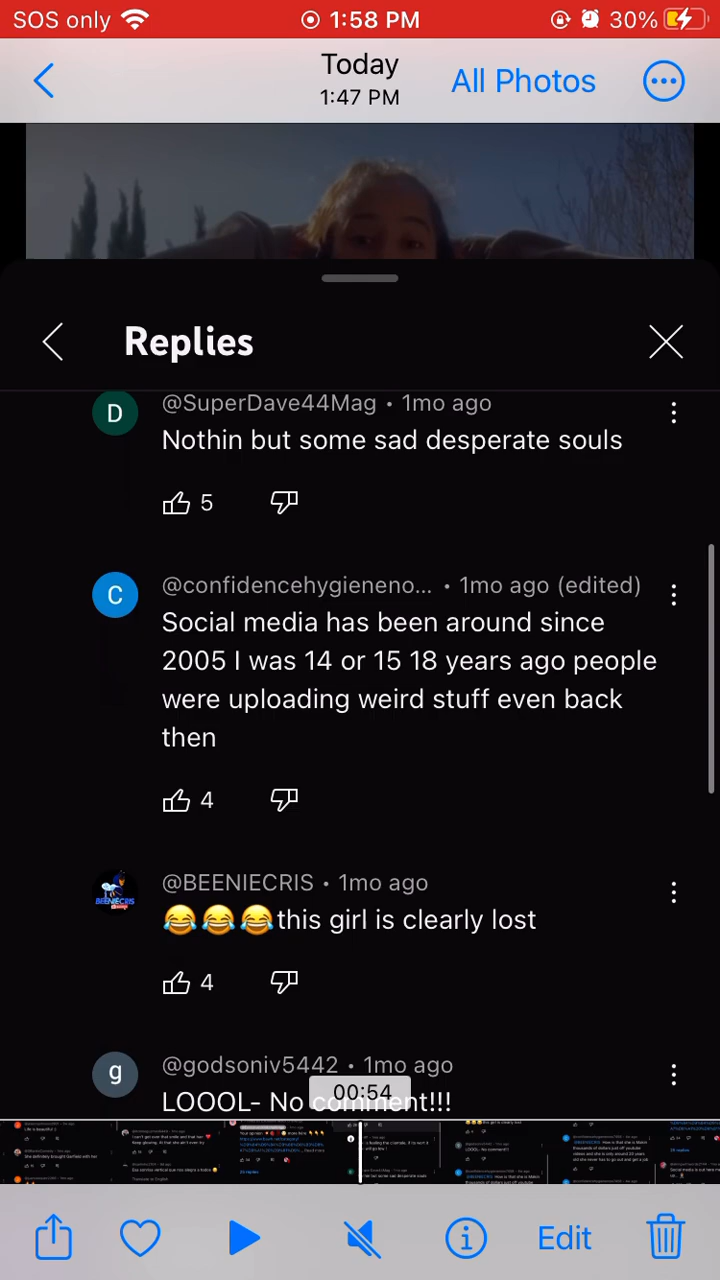 SOS only 1:58 PM 30%
Today
1:47 PM
All Photos
Replies
D
@SuperDave44Mag • 1mo ago
Nothin but some sad desperate souls
5
C
@confidencehygieneno... • 1mo ago (edited)
Social media has been around since
2005 I was 14 or 15 18 years ago people
were uploading weird stuff even back
then
4
BEENIECRIS
@BEENIECRIS • 1mo ago
😂😂😂this girl is clearly lost
4
g
@godsoniv5442 • 1mo ago
LOOOL- No comment!!!
00:54
Edit